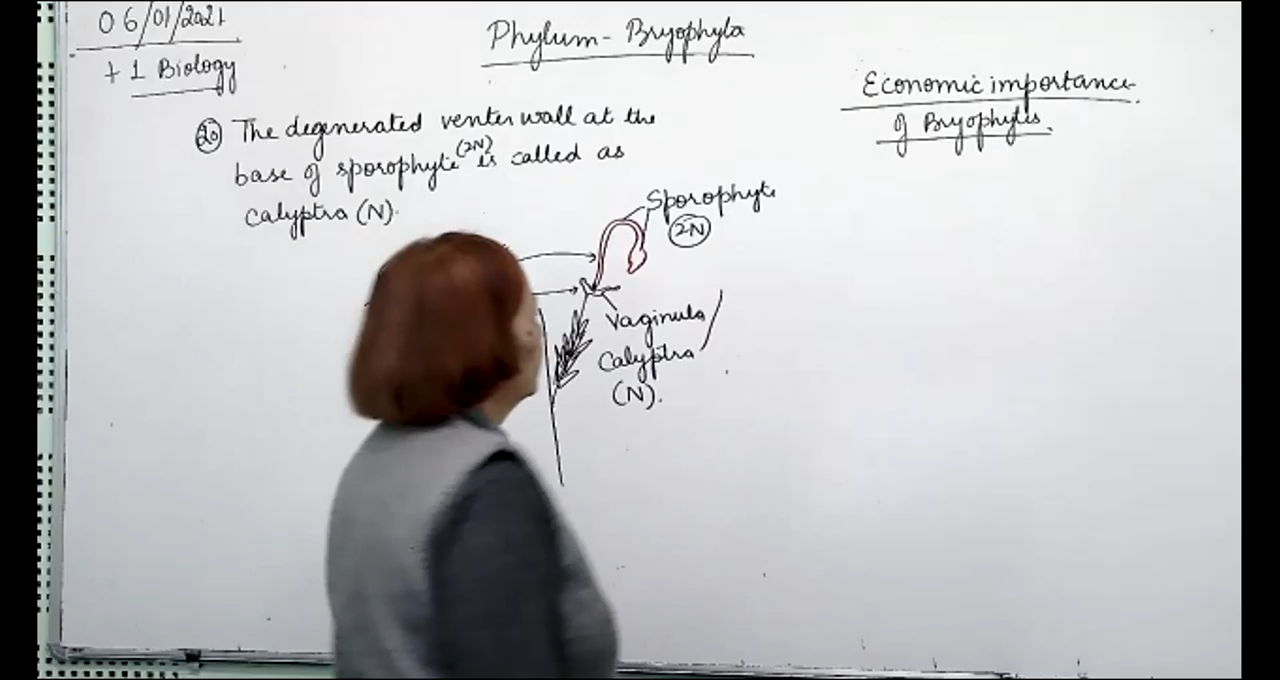 06/01/2021
+1 Biology
Phylum- Bryophyta
Economic importance
of Bryophytes.
20 The degenerated venter wall at the
base of sporophyte (2N) is called as
calyptra (N).
Sporophyte
2N
Vaginula/
Calyptra
(N).